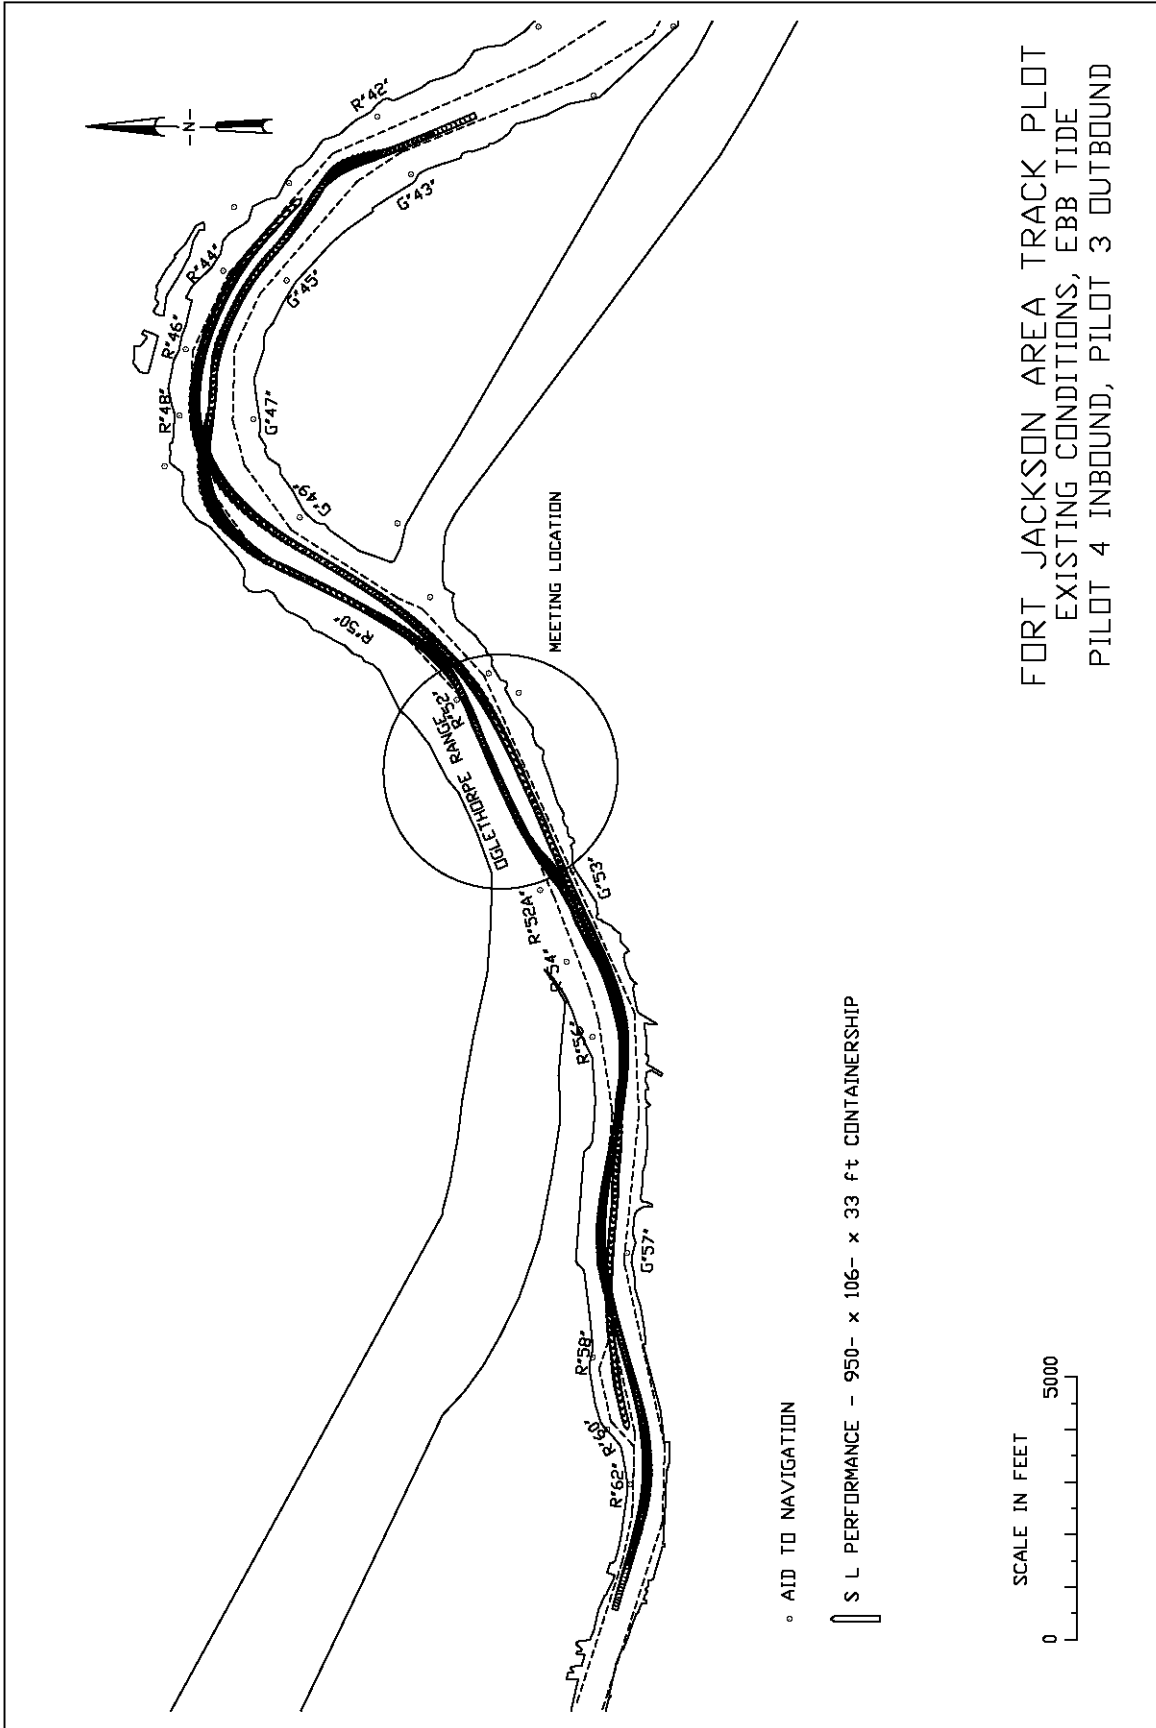 FORT JACKSON AREA TRACK PLOT
EXISTING CONDITIONS, EBB TIDE
PILOT 4 INBOUND, PILOT 3 OUTBOUND
-N-
R"42"
G"43"
R"44"
G"45"
R"46"
R"48"
G"47"
G"49"
R"50"
MEETING LOCATION
R"52"
OGLETHORPE RANGE
G"53"
R"52A"
R"54"
R"56"
G"57"
R"58"
R"60"
R"62"
AID TO NAVIGATION
S L PERFORMANCE - 950- x 106- x 33 ft CONTAINERSHIP
SCALE IN FEET
0 5000